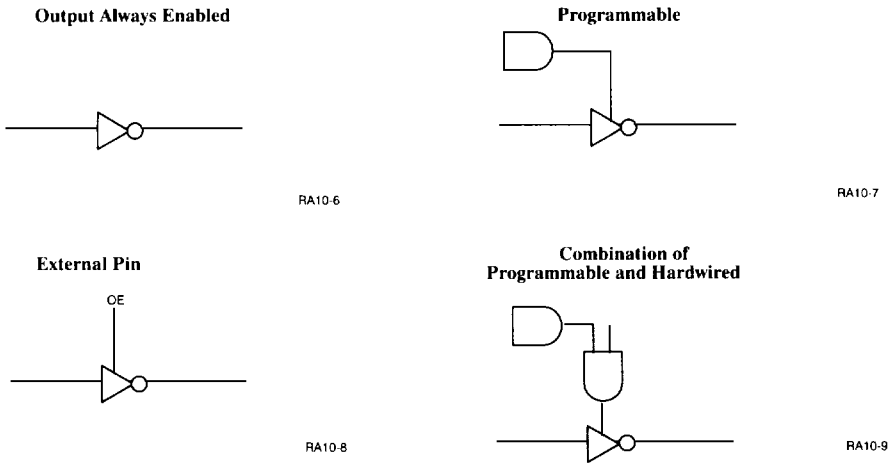 Output Always Enabled
Programmable
RA10-6
RA10-7
External Pin
OE
RA10-8
Combination of
Programmable and Hardwired
RA10-9